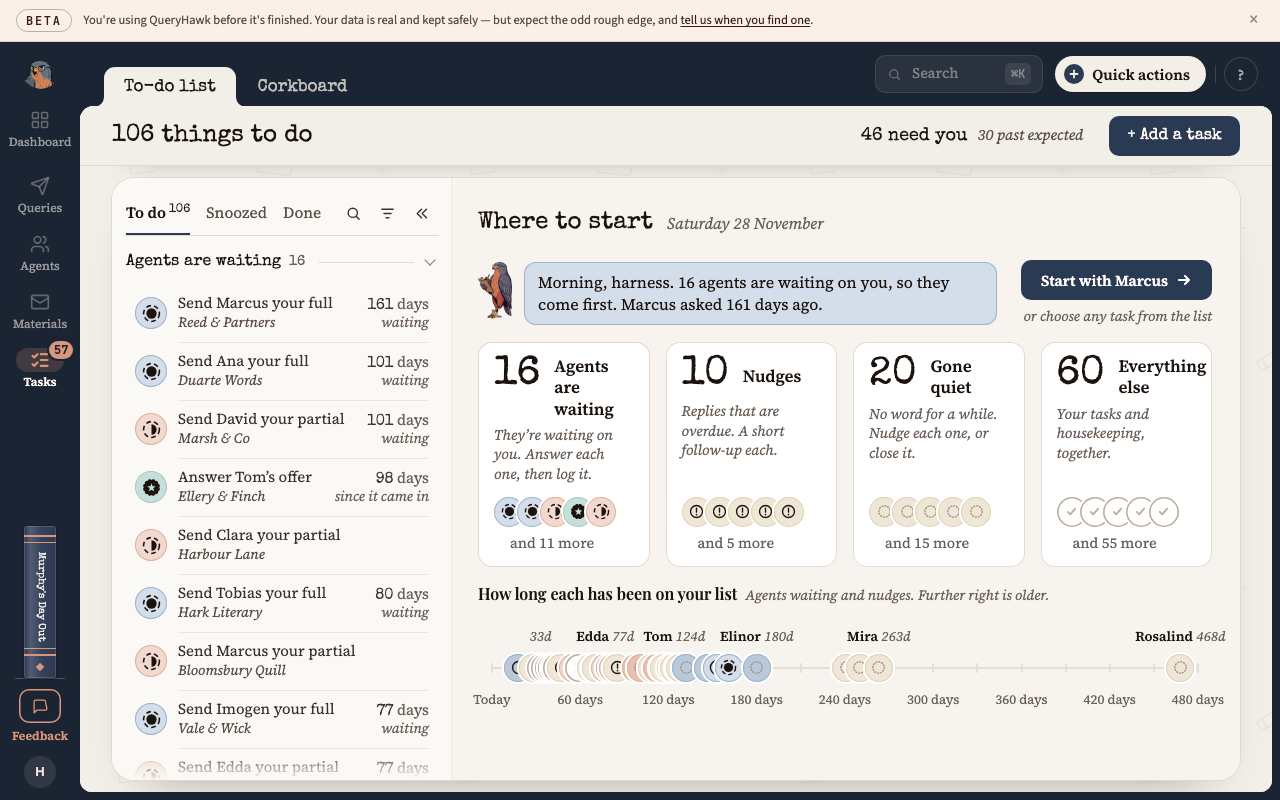 BETA
You're using QueryHawk before it's finished. Your data is real and kept safely — but expect the odd rough edge, and tell us when you find one.
×
To-do list
Corkboard
Search
⌘K
+ Quick actions
?
Dashboard
Queries
Agents
Materials
57
Tasks
Murphy's Day Out
Feedback
H
106 things to do
46 need you
30 past expected
+ Add a task
To do 106
Snoozed
Done
Agents are waiting 16
Send Marcus your full
161 days
Reed & Partners
waiting
Send Ana your full
101 days
Duarte Words
waiting
Send David your partial
101 days
Marsh & Co
waiting
Answer Tom's offer
98 days
Ellery & Finch
since it came in
Send Clara your partial
Harbour Lane
Send Tobias your full
80 days
Hark Literary
waiting
Send Marcus your partial
Bloomsbury Quill
Send Imogen your full
77 days
Vale & Wick
waiting
Send Edda your partial
77 days
Where to start
Saturday 28 November
Morning, harness. 16 agents are waiting on you, so they
come first. Marcus asked 161 days ago.
Start with Marcus →
or choose any task from the list
16
Agents
are
waiting
They're waiting on
you. Answer each
one, then log it.
and 11 more
10
Nudges
Replies that are
overdue. A short
follow-up each.
and 5 more
20
Gone
quiet
No word for a while.
Nudge each one, or
close it.
and 15 more
60
Everything
else
Your tasks and
housekeeping,
together.
and 55 more
How long each has been on your list
Agents waiting and nudges. Further right is older.
33d
Edda 77d
Tom 124d
Elinor 180d
Mira 263d
Rosalind 468d
Today
60 days
120 days
180 days
240 days
300 days
360 days
420 days
480 days